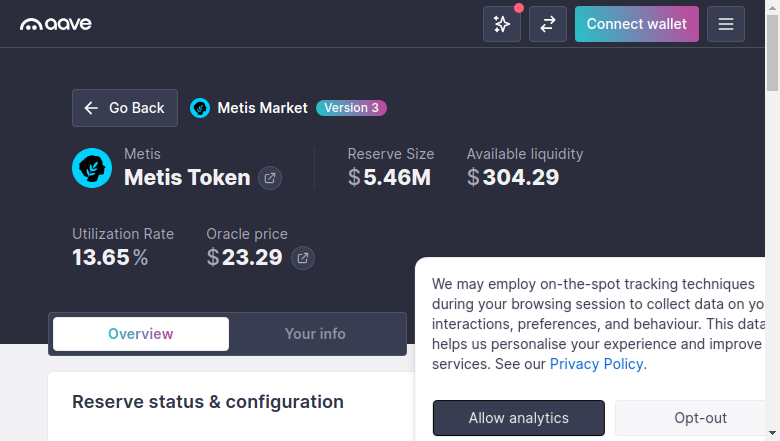 aave
Connect wallet
Go Back
Metis Market
Version 3
Metis
Metis Token
Reserve Size
$5.46M
Available liquidity
$304.29
Utilization Rate
13.65%
Oracle price
$23.29
Overview
Your info
Reserve status & configuration
We may employ on-the-spot tracking techniques
during your browsing session to collect data on yo
interactions, preferences, and behaviour. This data
helps us personalise your experience and improve
services. See our Privacy Policy.
Allow analytics
Opt-out